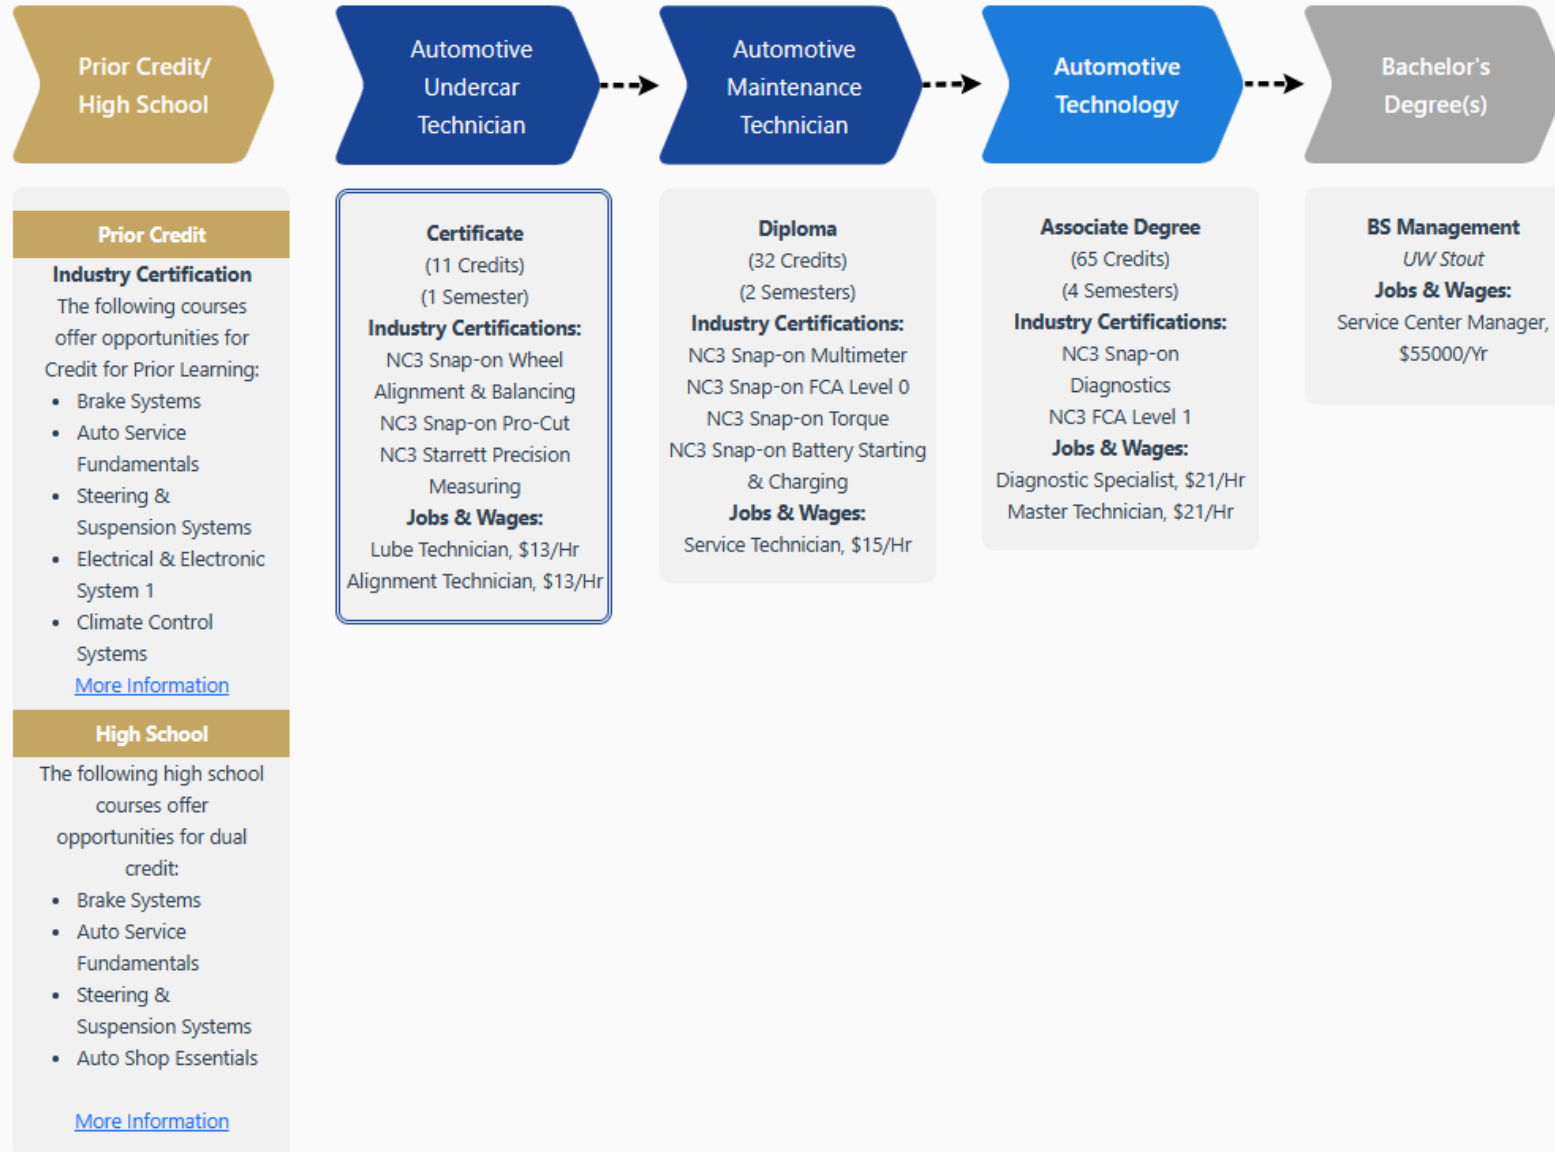 Prior Credit/
High School
Automotive
Undercar
Technician
Automotive
Maintenance
Technician
Automotive
Technology
Bachelor's
Degree(s)
Prior Credit
Industry Certification
The following courses
offer opportunities for
Credit for Prior Learning:
• Brake Systems
• Auto Service
Fundamentals
• Steering &
Suspension Systems
• Electrical & Electronic
System 1
• Climate Control
Systems
More Information
High School
The following high school
courses offer
opportunities for dual
credit:
• Brake Systems
• Auto Service
Fundamentals
• Steering &
Suspension Systems
• Auto Shop Essentials
More Information
Certificate
(11 Credits)
(1 Semester)
Industry Certifications:
NC3 Snap-on Wheel
Alignment & Balancing
NC3 Snap-on Pro-Cut
NC3 Starrett Precision
Measuring
Jobs & Wages:
Lube Technician, $13/Hr
Alignment Technician, $13/Hr
Diploma
(32 Credits)
(2 Semesters)
Industry Certifications:
NC3 Snap-on Multimeter
NC3 Snap-on FCA Level 0
NC3 Snap-on Torque
NC3 Snap-on Battery Starting
& Charging
Jobs & Wages:
Service Technician, $15/Hr
Associate Degree
(65 Credits)
(4 Semesters)
Industry Certifications:
NC3 Snap-on
Diagnostics
NC3 FCA Level 1
Jobs & Wages:
Diagnostic Specialist, $21/Hr
Master Technician, $21/Hr
BS Management
UW Stout
Jobs & Wages:
Service Center Manager,
$55000/Yr